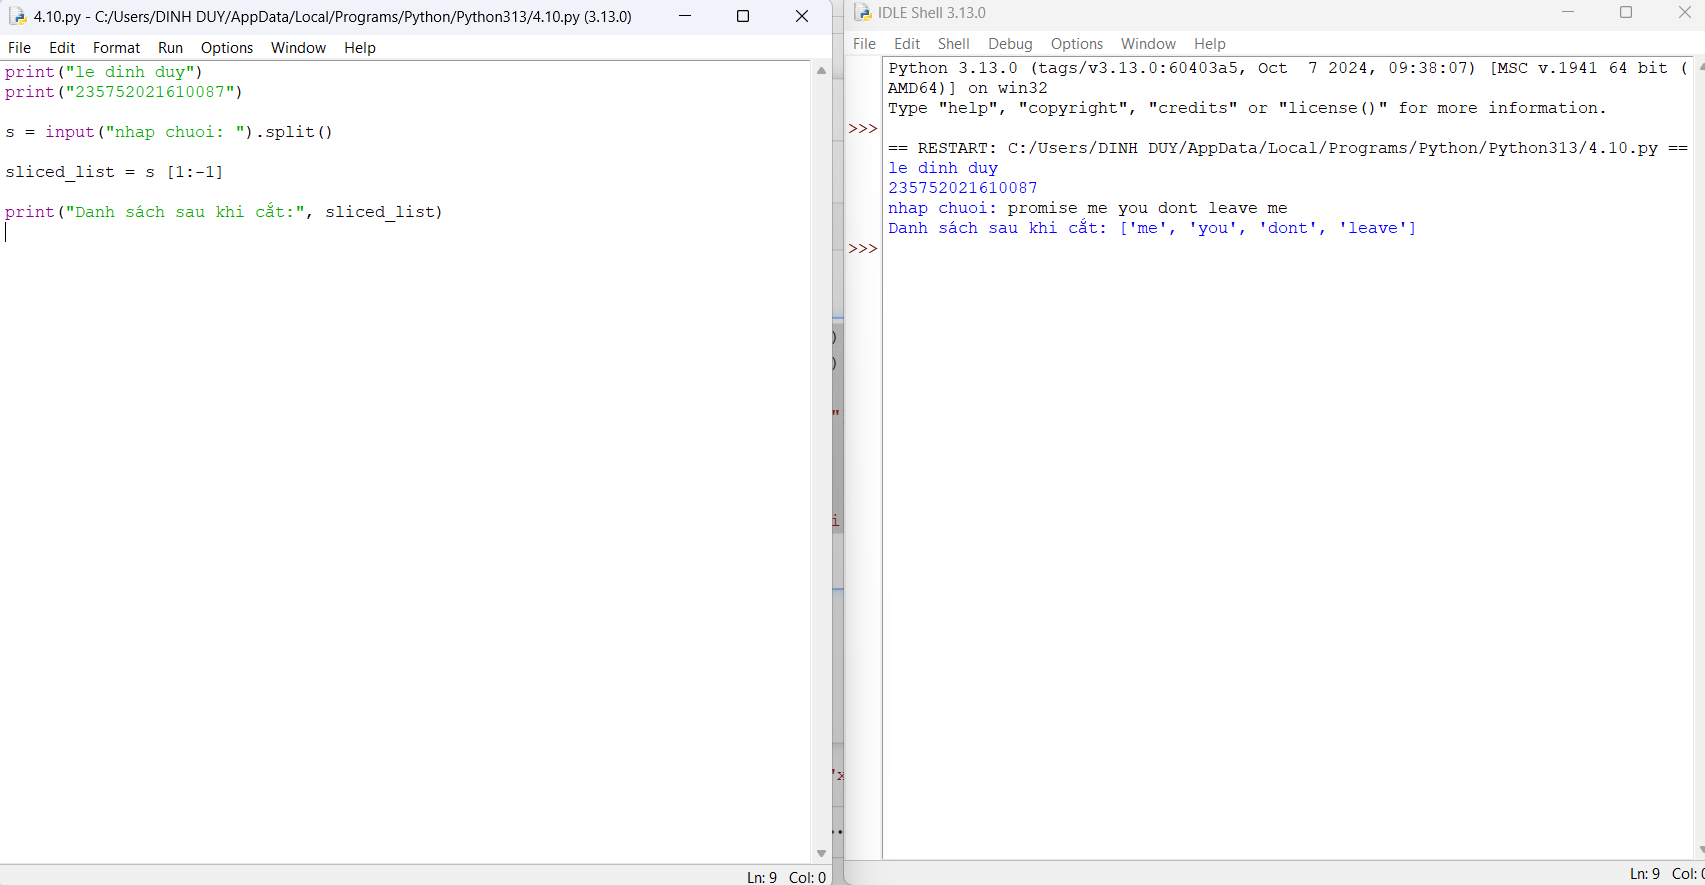 4.10.py - C:/Users/DINH DUY/AppData/Local/Programs/Python/Python313/4.10.py (3.13.0)
File Edit Format Run Options Window Help
print("le dinh duy")
print("235752021610087")
s = input("nhap chuoi: ").split()
sliced_list = s [1:-1]
print("Danh sách sau khi cắt:", sliced_list)
Ln: 9 Col: 0
IDLE Shell 3.13.0
File Edit Shell Debug Options Window Help
Python 3.13.0 (tags/v3.13.0:60403a5, Oct  7 2024, 09:38:07) [MSC v.1941 64 bit (
AMD64)] on win32
Type "help", "copyright", "credits" or "license()" for more information.
>>>
== RESTART: C:/Users/DINH DUY/AppData/Local/Programs/Python/Python313/4.10.py ==
le dinh duy
235752021610087
nhap chuoi: promise me you dont leave me
Danh sách sau khi cắt: ['me', 'you', 'dont', 'leave']
>>>
Ln: 9 Col: